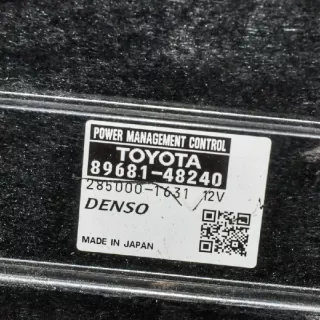 POWER MANAGEMENT CONTROL
TOYOTA
89681-48240
285000-1631 12V
DENSO
MADE IN JAPAN